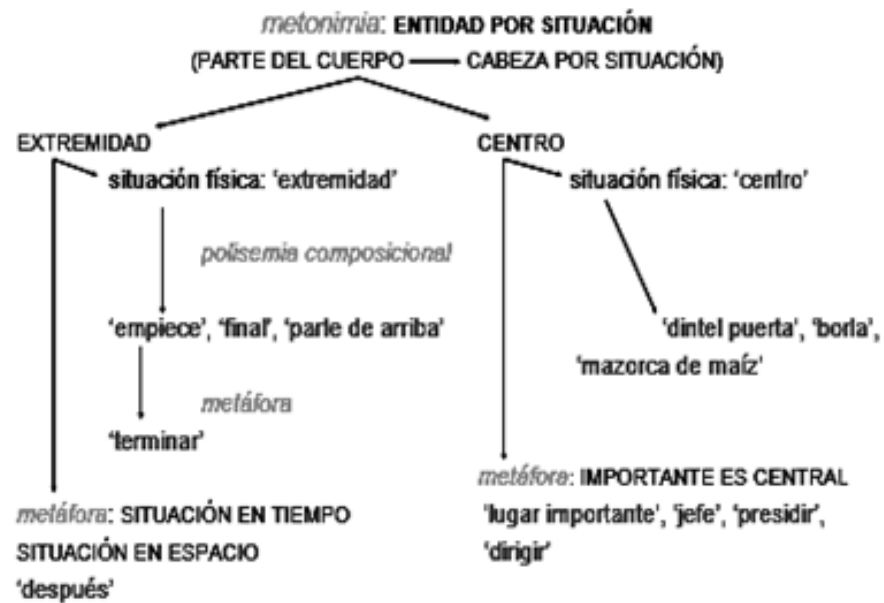 metonimia: ENTIDAD POR SITUACIÓN
(PARTE DEL CUERPO CABEZA POR SITUACIÓN)
EXTREMIDAD
situación física: ‘extremidad’
polisemia composicional
‘empiece’, ‘final’, ‘parle de arriba’
metáfora
‘terminar’
metáfora: SITUACIÓN EN TIEMPO
SITUACIÓN EN ESPACIO
‘después’
CENTRO
situación física: ‘centro’
‘dintel puerta’, ‘borla’,
‘mazorca de maíz’
metáfora: IMPORTANTE ES CENTRAL
‘lugar importante’, ‘jefe’, ‘presidir’,
‘dirigir’